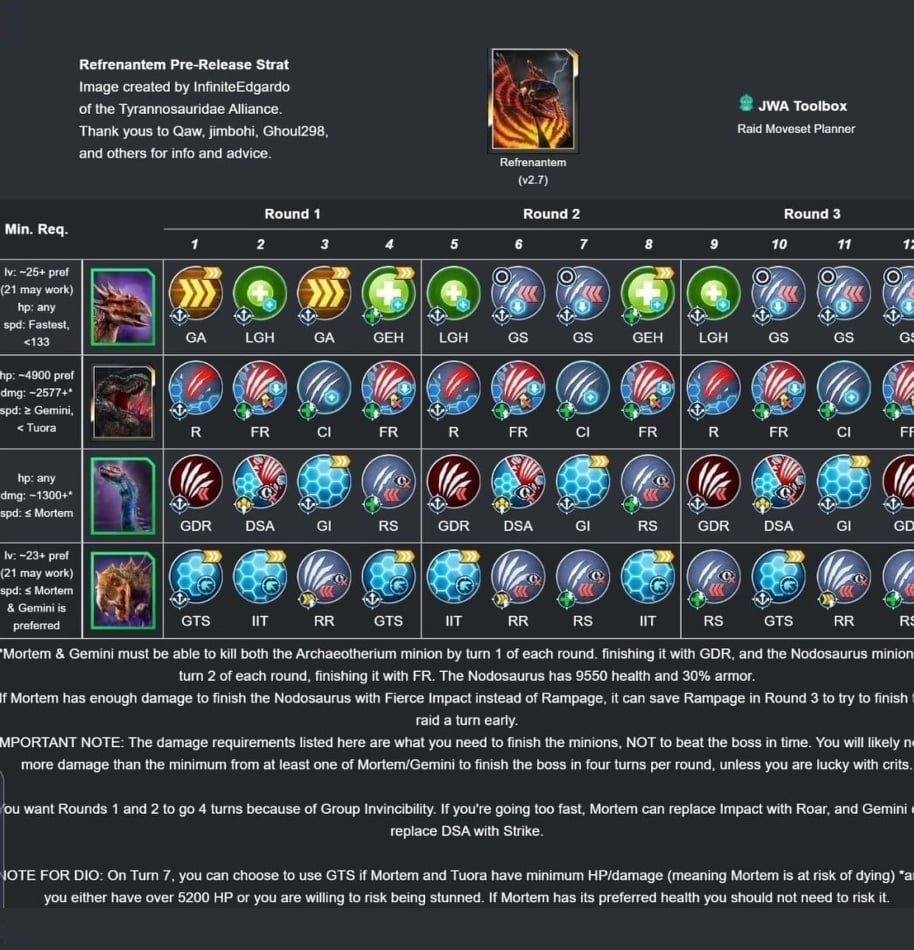 Refrenantem Pre-Release Strat
Image created by InfiniteEdgardo
of the Tyrannosauridae Alliance.
Thank yous to Qaw, jimbohi, Ghoul298,
and others for info and advice.
Refrenantem
(v2.7)
JWA Toolbox
Raid Moveset Planner
Min. Req.
Round 1
Round 2
Round 3
1 2 3 4 5 6 7 8 9 10 11 12
lv: ~25+ pref
(21 may work)
hp: any
spd: Fastest,
<133
GA LGH GA GEH LGH GS GS GEH LGH GS GS GS
hp: ~4900 pref
dmg: ~2577+*
spd: ≥ Gemini,
< Tuora
R FR CI FR R FR CI FR R FR CI FR
hp: any
dmg: ~1300+*
spd: ≤ Mortem
GDR DSA GI RS GDR DSA GI RS GDR DSA GI GD
lv: ~23+ pref
(21 may work)
spd: ≤ Mortem
& Gemini is
preferred
GTS IIT RR GTS IIT RR RS IIT RS GTS RR RS
*Mortem & Gemini must be able to kill both the Archaeotherium minion by turn 1 of each round. finishing it with GDR, and the Nodosaurus minion
turn 2 of each round, finishing it with FR. The Nodosaurus has 9550 health and 30% armor.
If Mortem has enough damage to finish the Nodosaurus with Fierce Impact instead of Rampage, it can save Rampage in Round 3 to try to finish
raid a turn early.
MPORTANT NOTE: The damage requirements listed here are what you need to finish the minions, NOT to beat the boss in time. You will likely
more damage than the minimum from at least one of Mortem/Gemini to finish the boss in four turns per round, unless you are lucky with crits.
You want Rounds 1 and 2 to go 4 turns because of Group Invincibility. If you're going too fast, Mortem can replace Impact with Roar, and Gemini
replace DSA with Strike.
NOTE FOR DIO: On Turn 7, you can choose to use GTS if Mortem and Tuora have minimum HP/damage (meaning Mortem is at risk of dying)
you either have over 5200 HP or you are willing to risk being stunned. If Mortem has its preferred health you should not need to risk it.